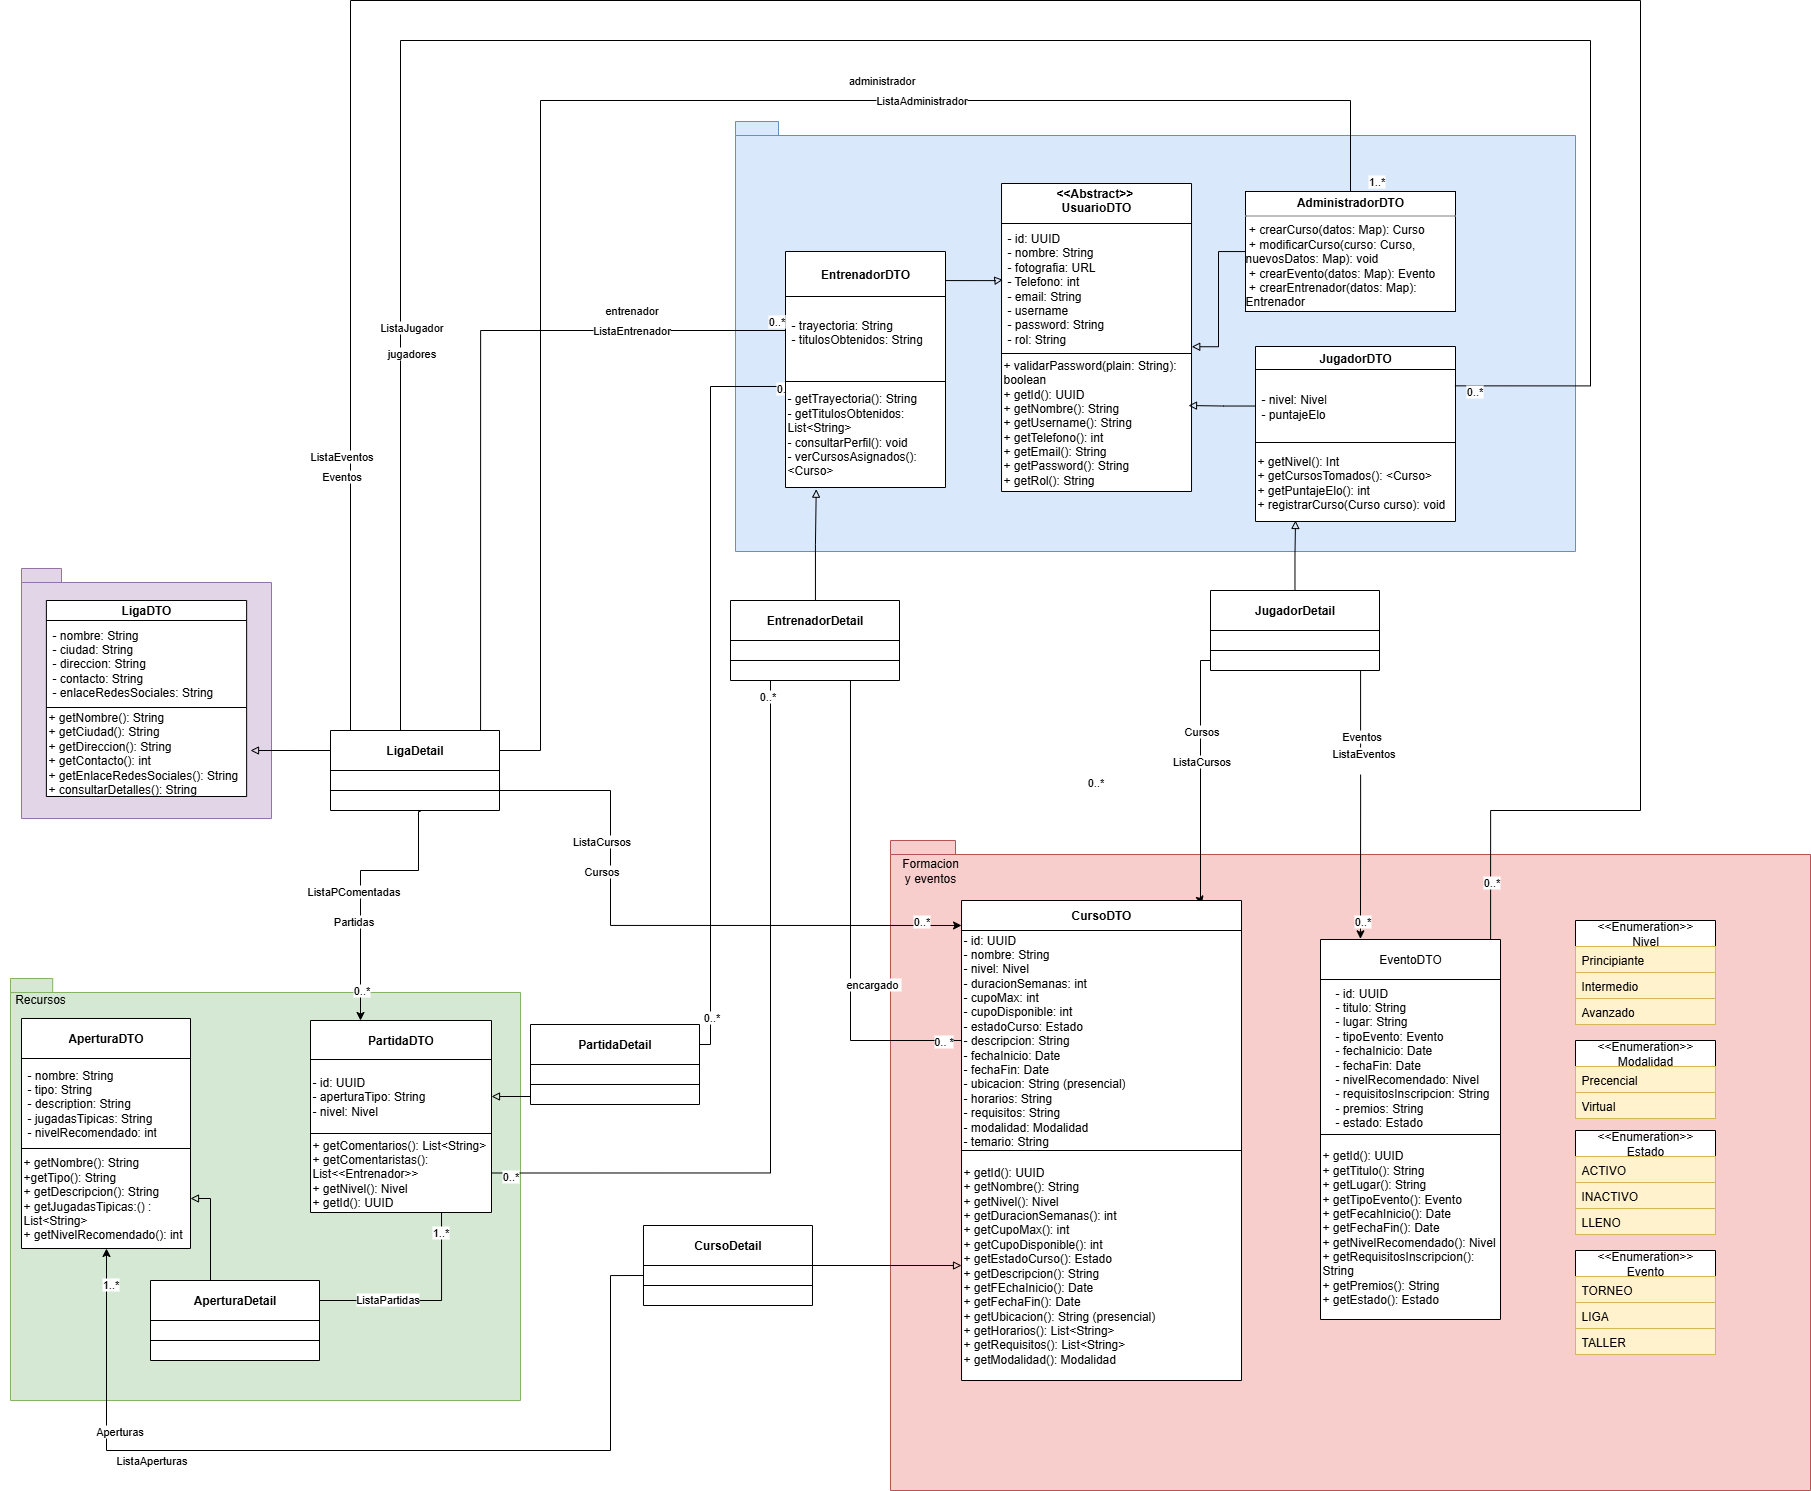 administrador
ListaAdministrador
ListaJugador
jugadores
entrenador
ListaEntrenador
ListaEventos
Eventos
1..*
0..*
0..*
0.
<<Abstract>>
UsuarioDTO
- id: UUID
- nombre: String
- fotografia: URL
- Telefono: int
- email: String
- username
- password: String
- rol: String
+ validarPassword(plain: String):
boolean
+ getId(): UUID
+ getNombre(): String
+ getUsername(): String
+ getTelefono(): int
+ getEmail(): String
+ getPassword(): String
+ getRol(): String
AdministradorDTO
+ crearCurso(datos: Map): Curso
+ modificarCurso(curso: Curso,
nuevosDatos: Map): void
+ crearEvento(datos: Map): Evento
+ crearEntrenador(datos: Map):
Entrenador
EntrenadorDTO
- trayectoria: String
- titulosObtenidos: String
- getTrayectoria(): String
- getTitulosObtenidos:
List<String>
- consultarPerfil(): void
- verCursosAsignados():
<Curso>
JugadorDTO
- nivel: Nivel
- puntajeElo
+ getNivel(): Int
+ getCursosTomados(): <Curso>
+ getPuntajeElo(): int
+ registrarCurso(Curso curso): void
LigaDTO
- nombre: String
- ciudad: String
- direccion: String
- contacto: String
- enlaceRedesSociales: String
+ getNombre(): String
+ getCiudad(): String
+ getDireccion(): String
+ getContacto(): int
+ getEnlaceRedesSociales(): String
+ consultarDetalles(): String
LigaDetail
EntrenadorDetail
0..*
JugadorDetail
Cursos
ListaCursos
0..*
Eventos
ListaEventos
ListaCursos
Cursos
ListaPComentadas
Partidas
0..*
encargado
0..*
0..*
Formacion
y eventos
0..*
0..*
CursoDTO
- id: UUID
- nombre: String
- nivel: Nivel
- duracionSemanas: int
- cupoMax: int
- cupoDisponible: int
- estadoCurso: Estado
- descripcion: String
- fechaInicio: Date
- fechaFin: Date
- ubicacion: String (presencial)
- horarios: String
- requisitos: String
- modalidad: Modalidad
- temario: String
+ getId(): UUID
+ getNombre(): String
+ getNivel(): Nivel
+ getDuracionSemanas(): int
+ getCupoMax(): int
+ getCupoDisponible(): int
+ getEstadoCurso(): Estado
+ getDescripcion(): String
+ getFEchaInicio(): Date
+ getFechaFin(): Date
+ getUbicacion(): String (presencial)
+ getHorarios(): List<String>
+ getRequisitos(): List<String>
+ getModalidad(): Modalidad
EventoDTO
- id: UUID
- titulo: String
- lugar: String
- tipoEvento: Evento
- fechaInicio: Date
- fechaFin: Date
- nivelRecomendado: Nivel
- requisitosInscripcion: String
- premios: String
- estado: Estado
+ getId(): UUID
+ getTitulo(): String
+ getLugar(): String
+ getTipoEvento(): Evento
+ getFecahInicio(): Date
+ getFechaFin(): Date
+ getNivelRecomendado(): Nivel
+ getRequisitosInscripcion():
String
+ getPremios(): String
+ getEstado(): Estado
<<Enumeration>>
Nivel
Principiante
Intermedio
Avanzado
<<Enumeration>>
Modalidad
Precencial
Virtual
<<Enumeration>>
Estado
ACTIVO
INACTIVO
LLENO
<<Enumeration>>
Evento
TORNEO
LIGA
TALLER
Recursos
AperturaDTO
- nombre: String
- tipo: String
- description: String
- jugadasTipicas: String
- nivelRecomendado: int
+ getNombre(): String
+getTipo(): String
+ getDescripcion(): String
+ getJugadasTipicas:() :
List<String>
+ getNivelRecomendado(): int
PartidaDTO
- id: UUID
- aperturaTipo: String
- nivel: Nivel
+ getComentarios(): List<String>
+ getComentaristas():
List<<Entrenador>>
+ getNivel(): Nivel
+ getId(): UUID
0..*
1..*
0..*
PartidaDetail
AperturaDetail
ListaPartidas
CursoDetail
1..*
Aperturas
ListaAperturas